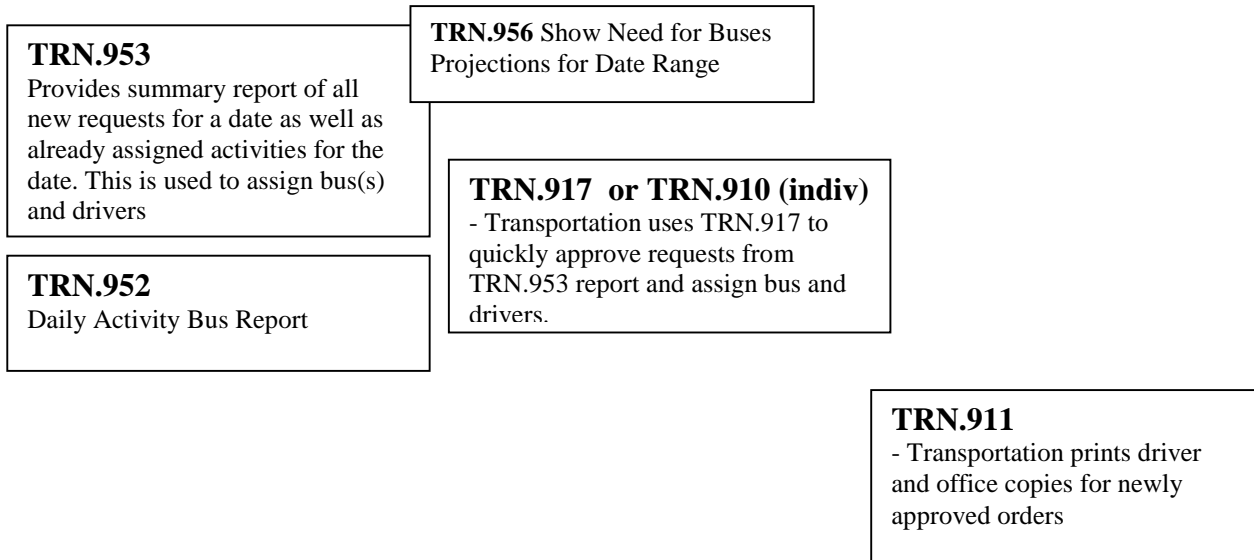 TRN.953
Provides summary report of all
new requests for a date as well as
already assigned activities for the
date. This is used to assign bus(s)
and drivers
TRN.956 Show Need for Buses
Projections for Date Range
TRN.917 or TRN.910 (indiv)
- Transportation uses TRN.917 to
quickly approve requests from
TRN.953 report and assign bus and
drivers.
TRN.952
Daily Activity Bus Report
TRN.911
- Transportation prints driver
and office copies for newly
approved orders